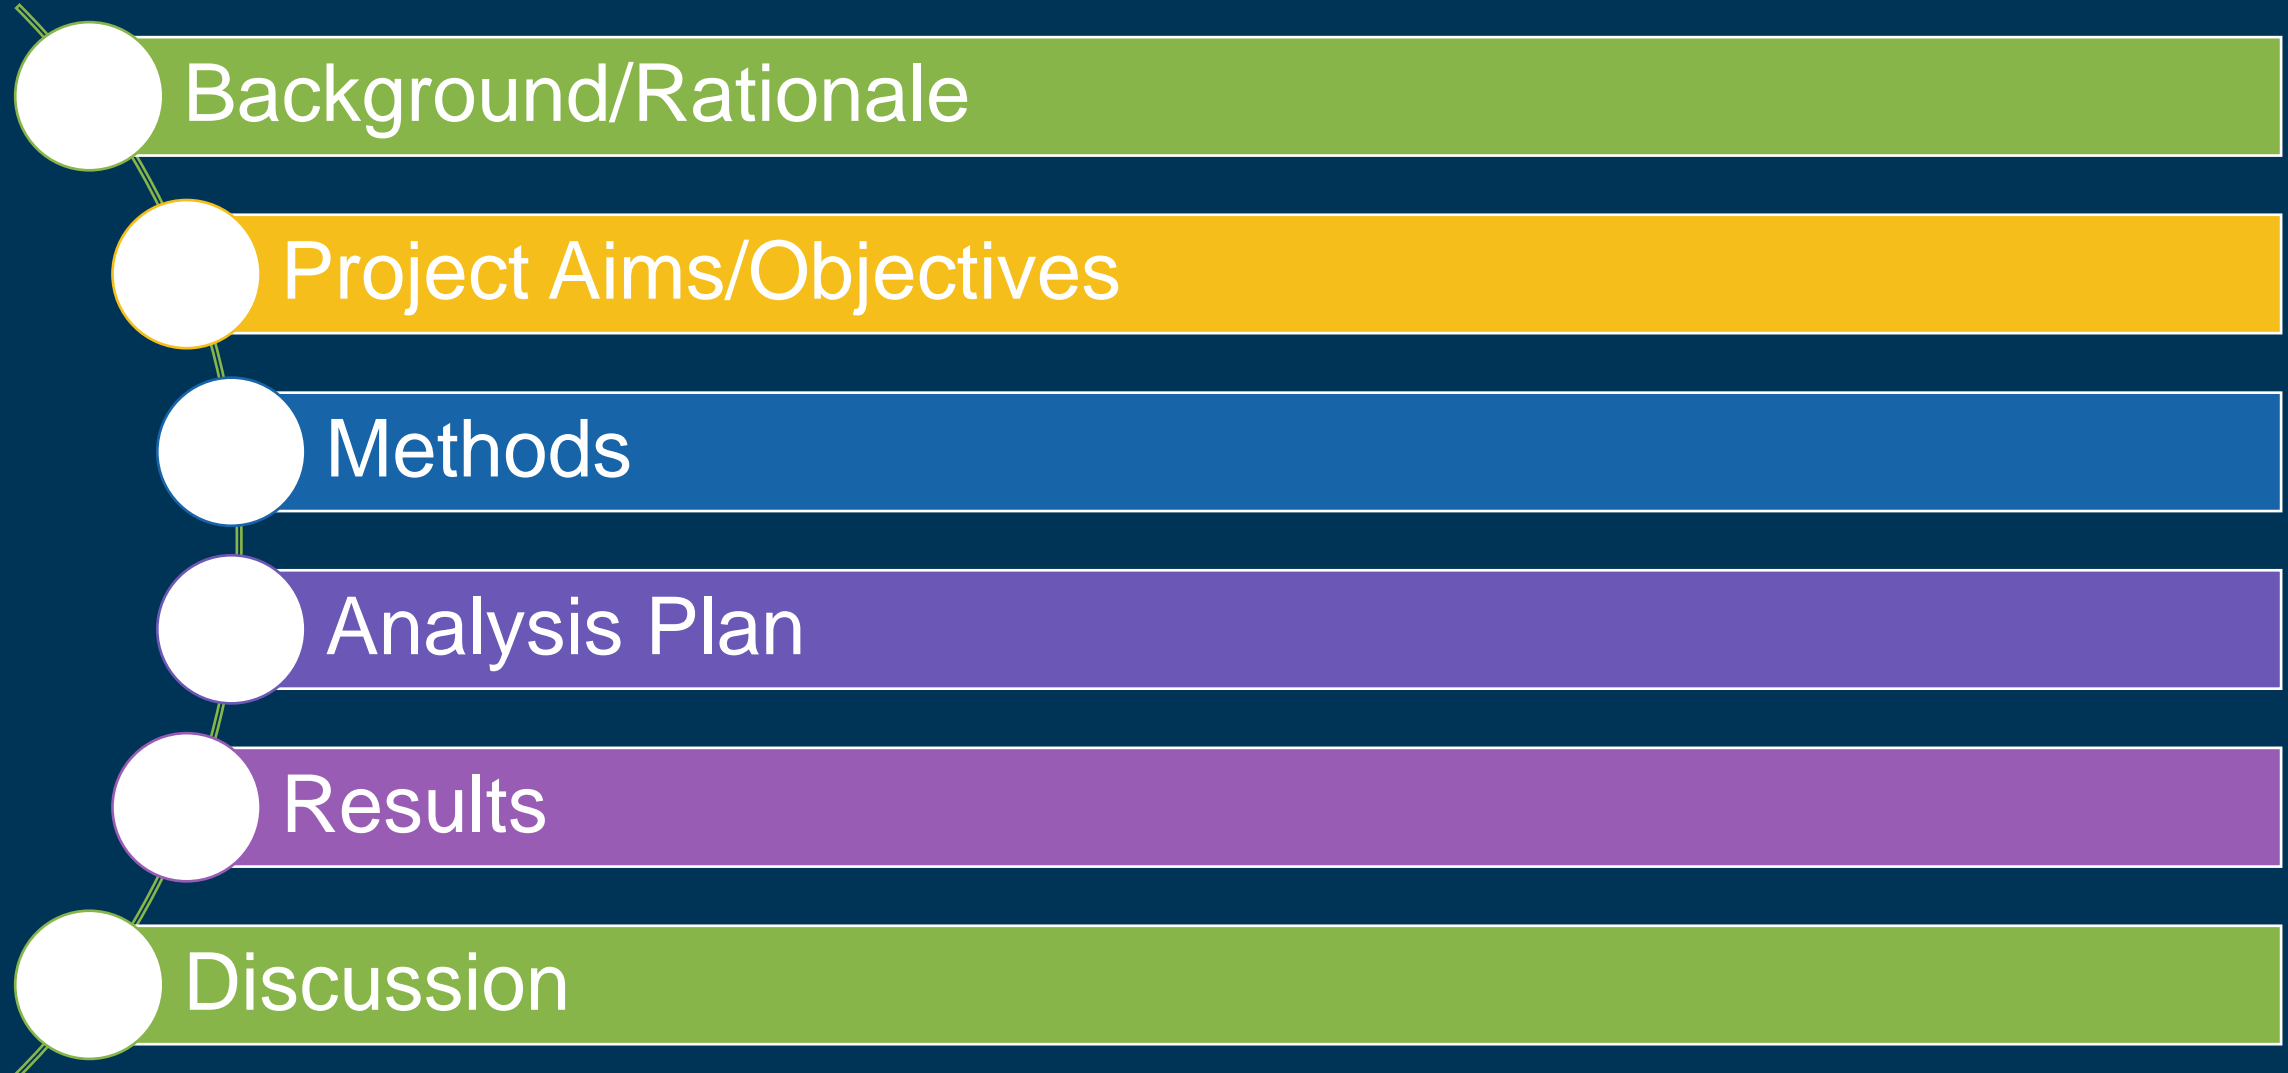 Background/Rationale
Project Aims/Objectives
Methods
Analysis Plan
Results
Discussion